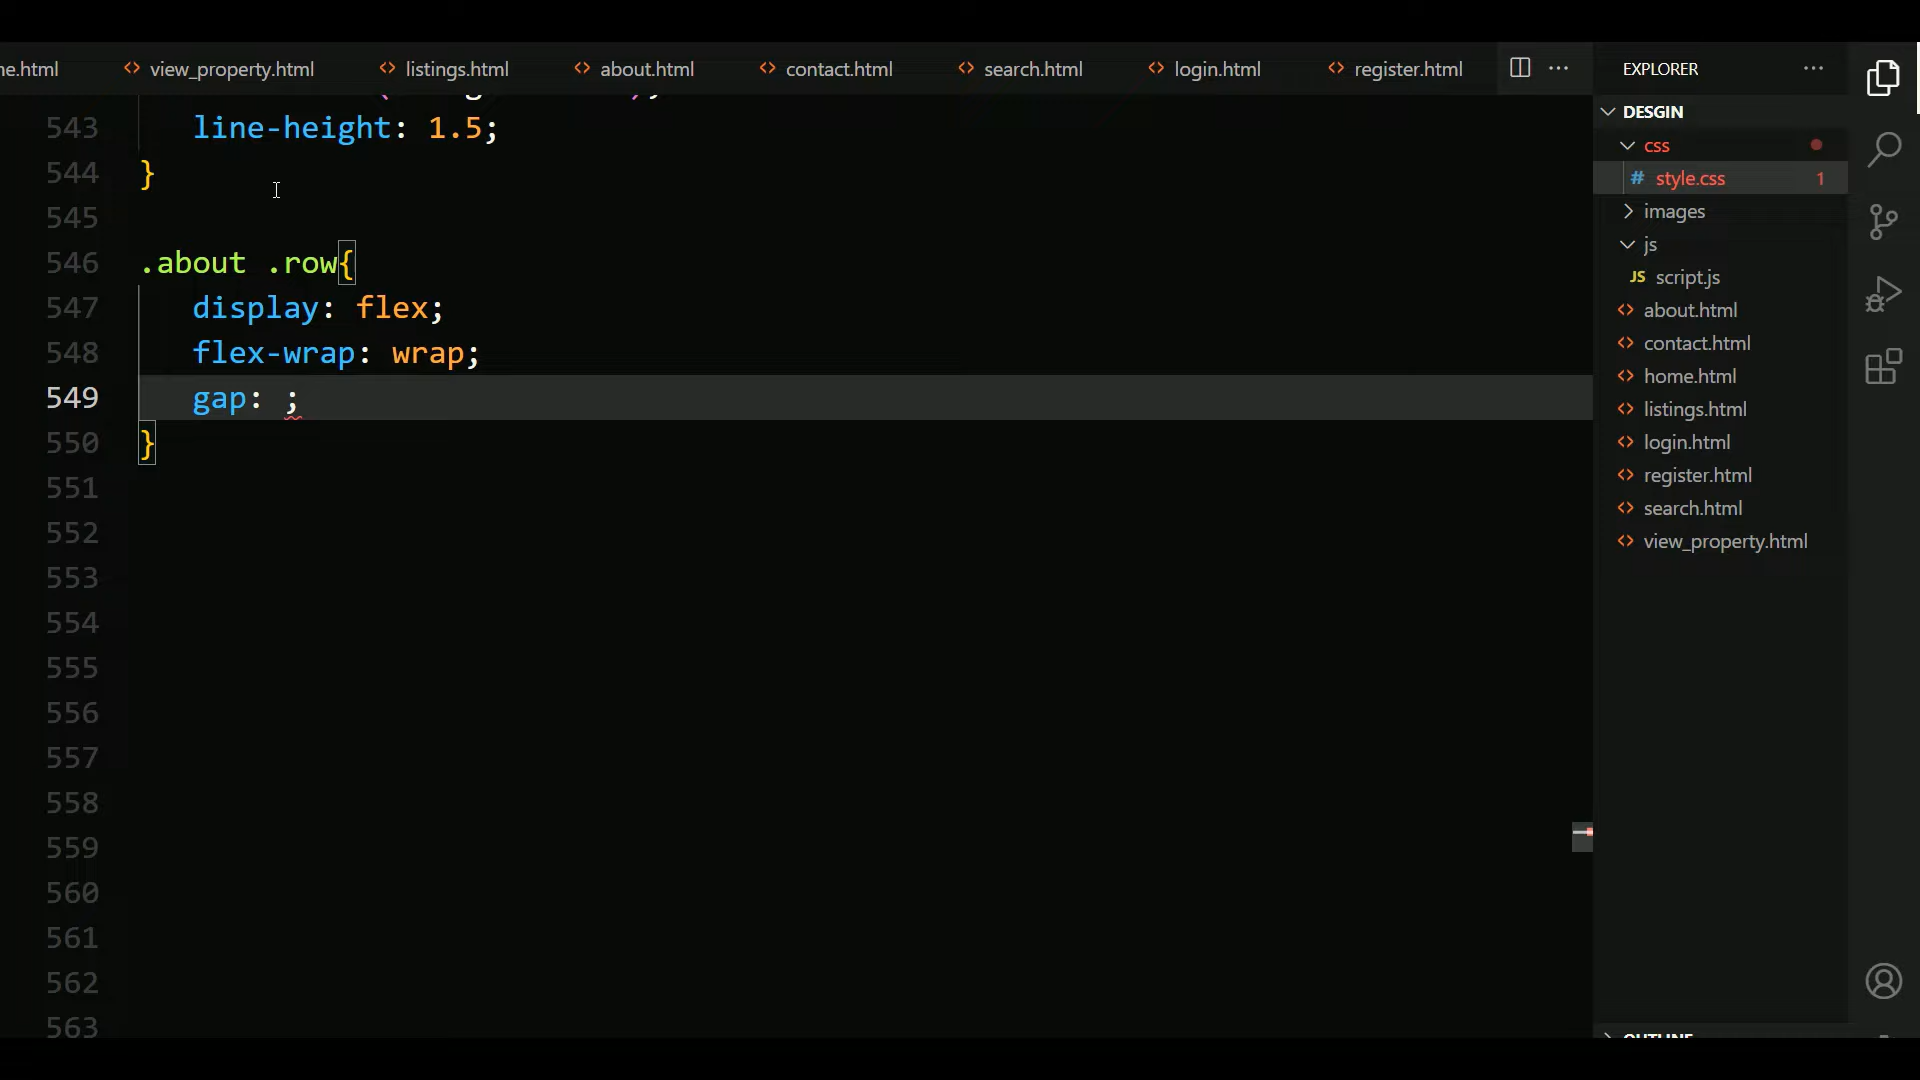 me.html
view_property.html
listings.html
about.html
contact.html
search.html
login.html
register.html
543 line-height: 1.5;
544 }
545
546 .about .row{
547 display: flex;
548 flex-wrap: wrap;
549 gap: ;
550 }
551
552
553
554
555
556
557
558
559
560
561
562
563
EXPLORER
DESGIN
css
# style.css 1
images
js
JS script.js
about.html
contact.html
home.html
listings.html
login.html
register.html
search.html
view_property.html
OUTLINE